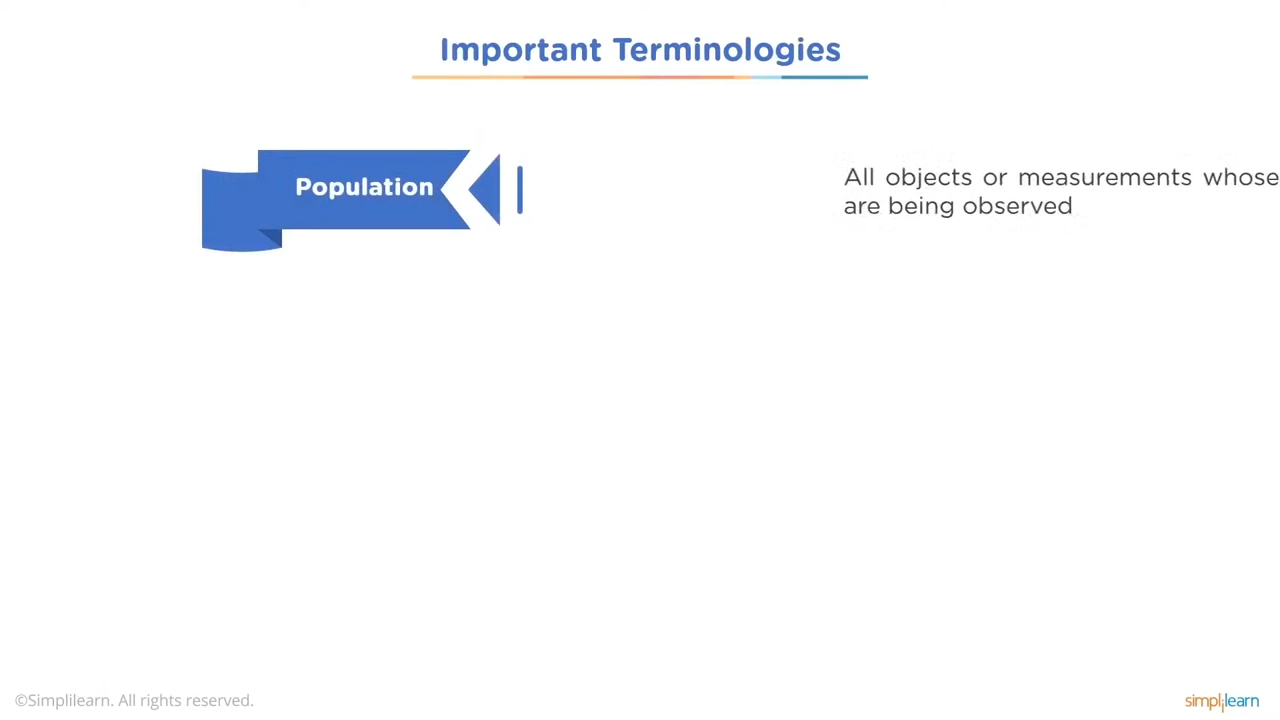 Important Terminologies
Population
All objects or measurements whose
are being observed
©Simplilearn. All rights reserved.
simplilearn